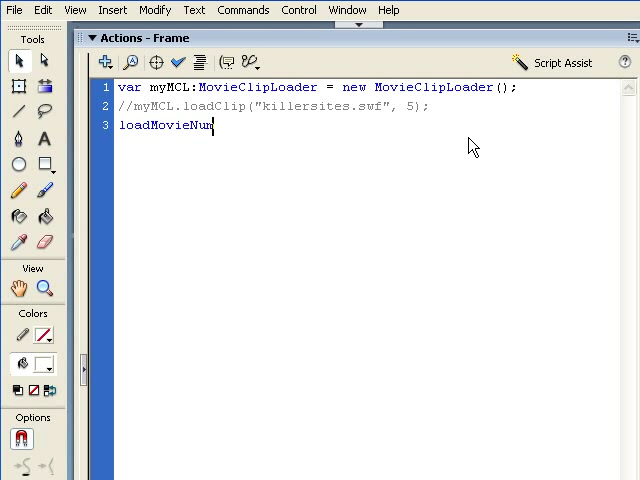 File Edit View Insert Modify Text Commands Control Window Help
Tools
Actions - Frame
Script Assist
1 var myMCL:MovieClipLoader = new MovieClipLoader();
2 //myMCL.loadClip("killersites.swf", 5);
3 loadMovieNum
A
View
Colors
Options